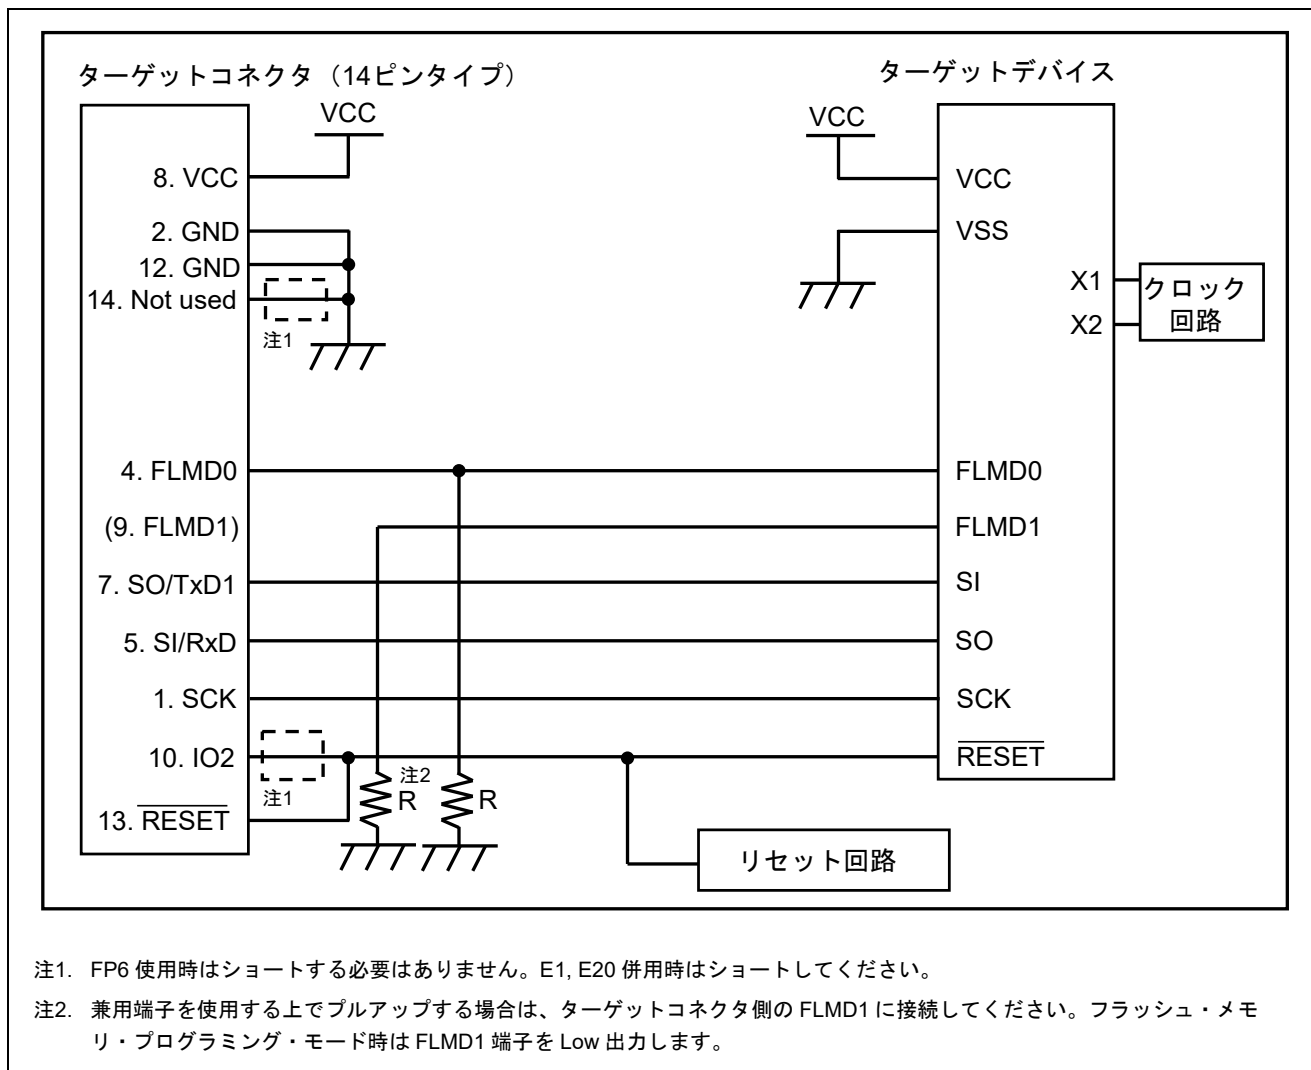 ターゲットコネクタ（14ピンタイプ）
ターゲットデバイス
VCC
VCC
8. VCC
VCC
2. GND
VSS
12. GND
14. Not used
注1
X1
X2
クロック
回路
4. FLMD0
FLMD0
(9. FLMD1)
FLMD1
7. SO/TxD1
SI
5. SI/RxD
SO
1. SCK
SCK
10. IO2
RESET
注1
注2
R
R
13. RESET
リセット回路
注1. FP6 使用時はショートする必要はありません。E1, E20 併用時はショートしてください。
注2. 兼用端子を使用する上でプルアップする場合は、ターゲットコネクタ側の FLMD1 に接続してください。フラッシュ・メモ
リ・プログラミング・モード時は FLMD1 端子を Low 出力します。